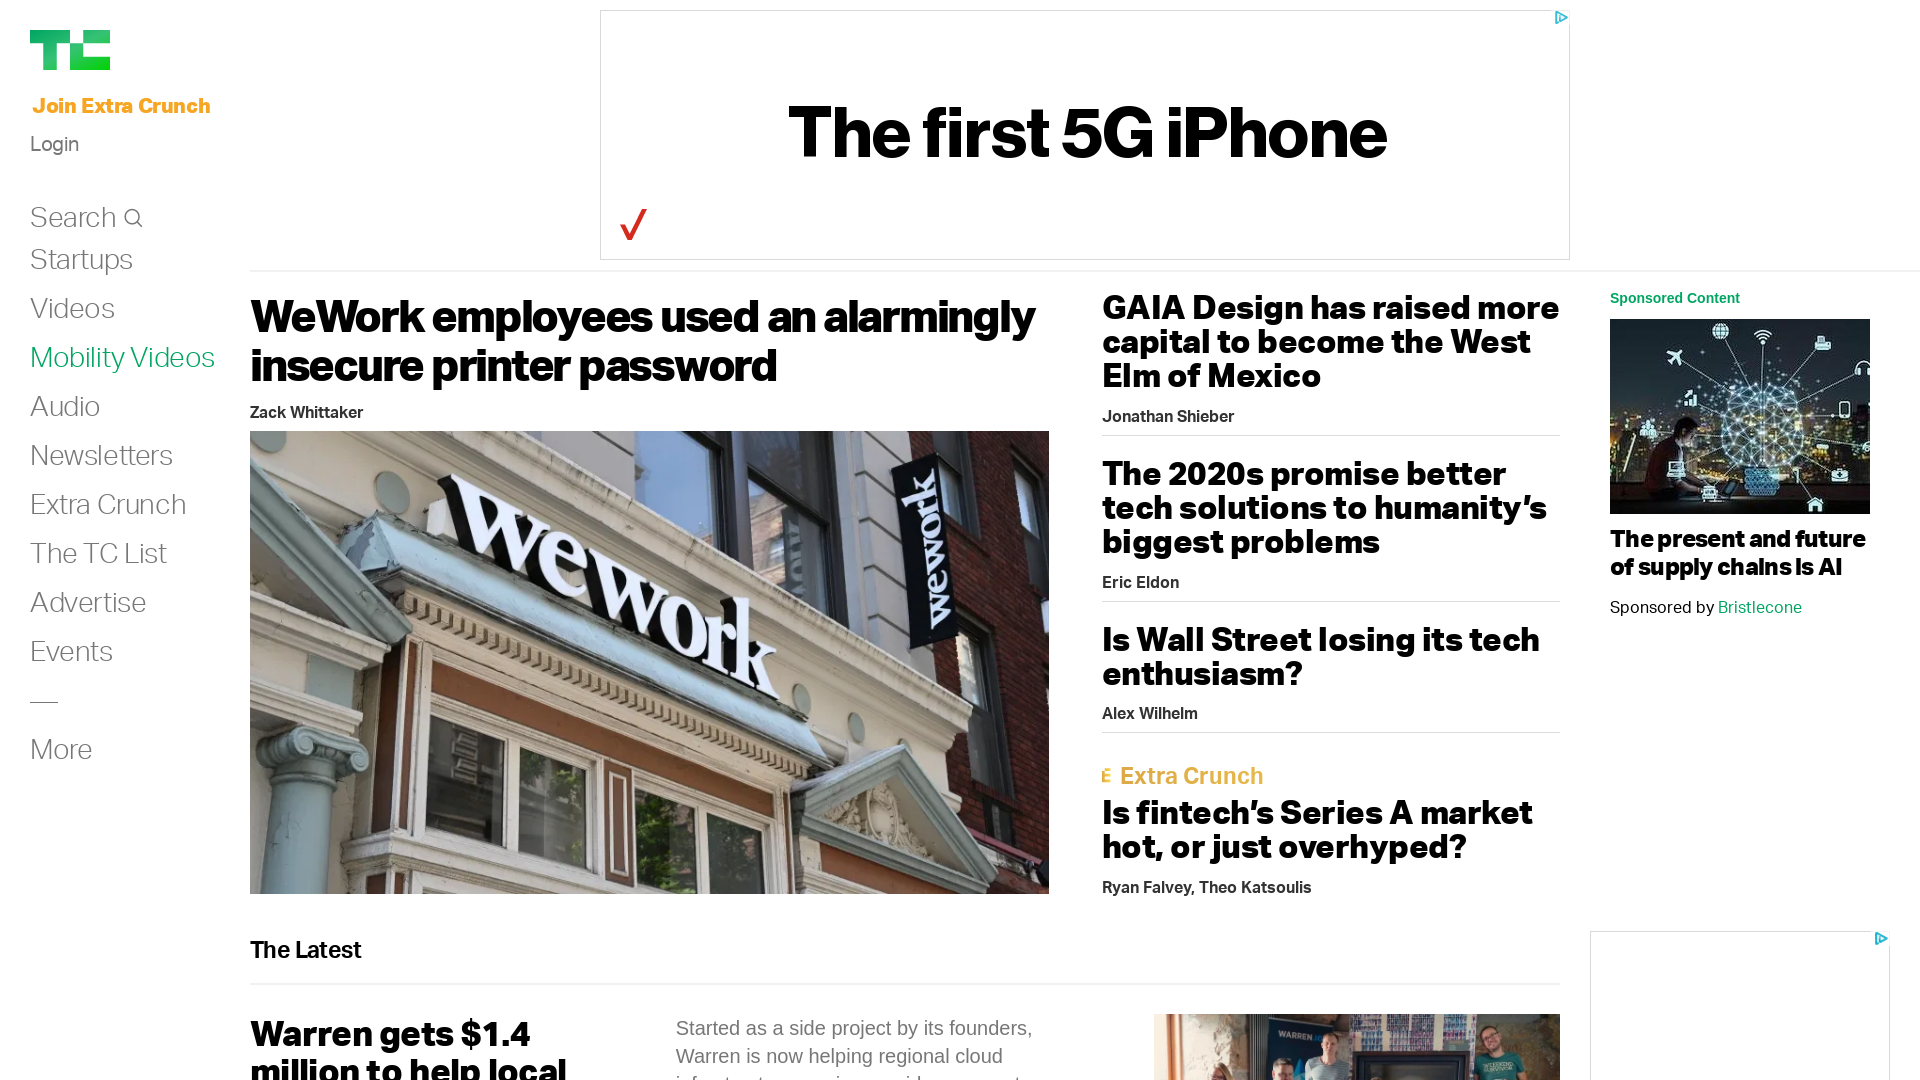 TC
Join Extra Crunch
Login
Search
Startups
Videos
Mobility Videos
Audio
Newsletters
Extra Crunch
The TC List
Advertise
Events
More
The first 5G iPhone
WeWork employees used an alarmingly
insecure printer password
Zack Whittaker
wework
wework
GAIA Design has raised more
capital to become the West
Elm of Mexico
Jonathan Shieber
The 2020s promise better
tech solutions to humanity’s
biggest problems
Eric Eldon
Is Wall Street losing its tech
enthusiasm?
Alex Wilhelm
Extra Crunch
Is fintech’s Series A market
hot, or just overhyped?
Ryan Falvey, Theo Katsoulis
Sponsored Content
The present and future
of supply chains is AI
Sponsored by Bristlecone
The Latest
Warren gets $1.4
million to help local
Started as a side project by its founders,
Warren is now helping regional cloud
WARREN